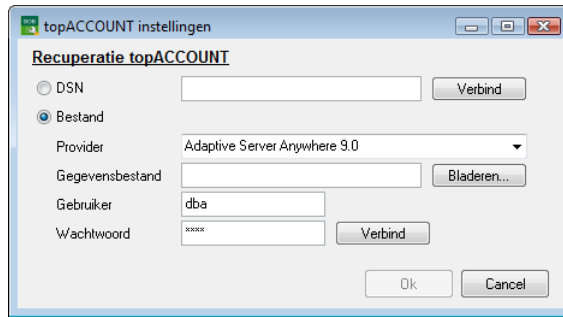 topACCOUNT instellingen
Recuperatie topACCOUNT
DSN
Verbind
Bestand
Provider
Adaptive Server Anywhere 9.0
Gegevensbestand
Bladeren...
Gebruiker
dba
Wachtwoord
××××
Verbind
Ok
Cancel